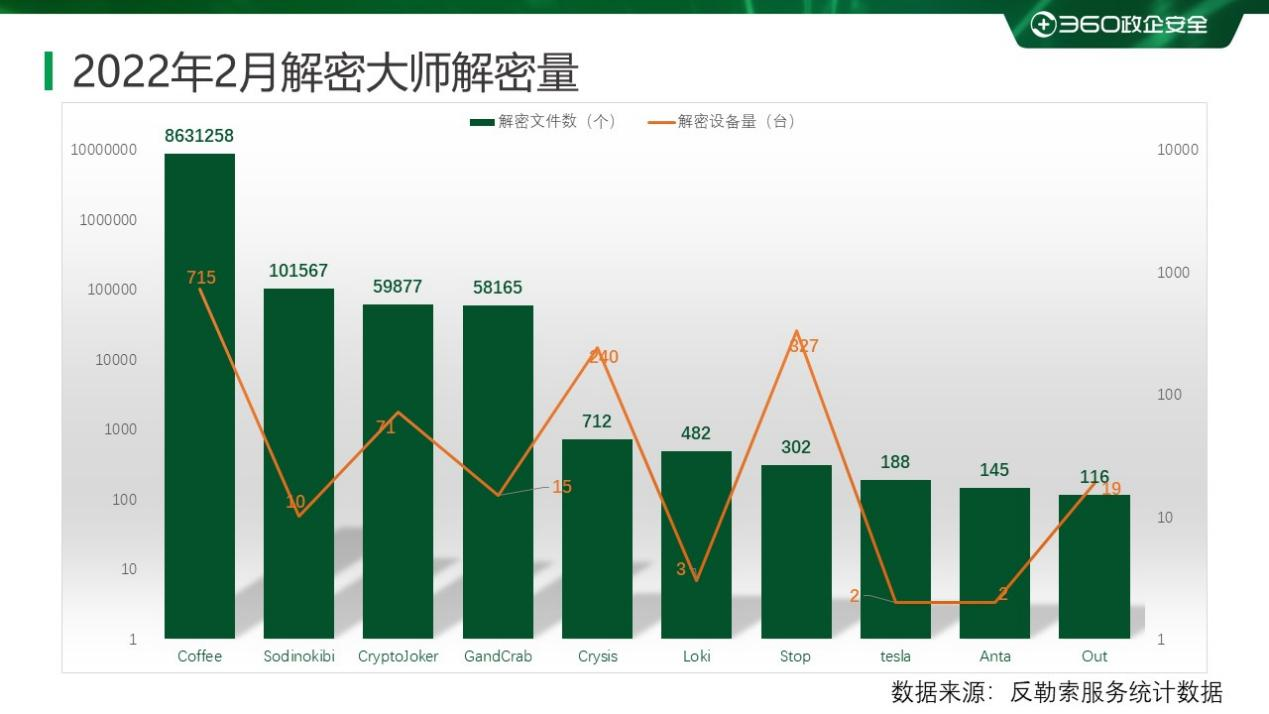 360政企安全
2022年2月解密大师解密量
解密文件数（个） 解密设备量（台）
8631258
10000000 10000
1000000
715 101567 1000
100000 59877 58165
10000 240 327
712 482 302 188 145 116
1000 71 100
100 10 15 19 10
10 3 2 2
1 1
Coffee Sodinokibi CryptoJoker GandCrab Crysis Loki Stop tesla Anta Out
数据来源：反勒索服务统计数据